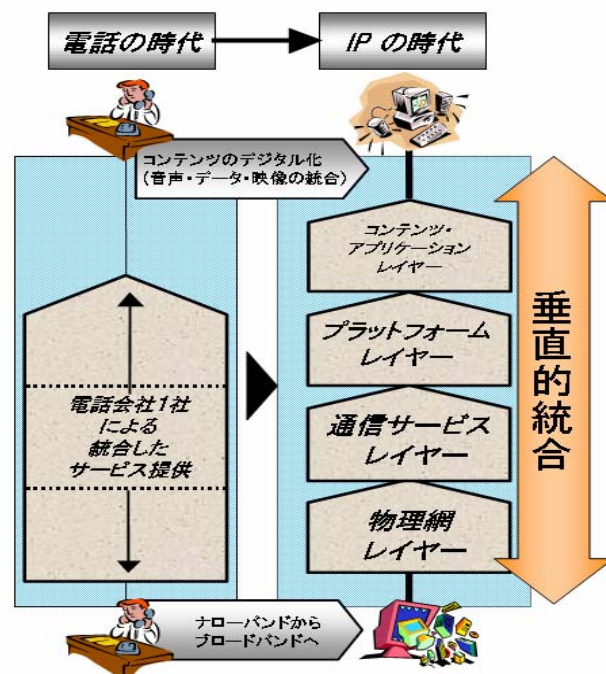 電話の時代
IP の時代
コンテンツのデジタル化
(音声・データ・映像の統合)
コンテンツ・
アプリケーション
レイヤー
プラットフォーム
レイヤー
電話会社1社
による
統合した
サービス提供
通信サービス
レイヤー
物理網
レイヤー
垂直的統合
ナローバンドから
ブロードバンドへ